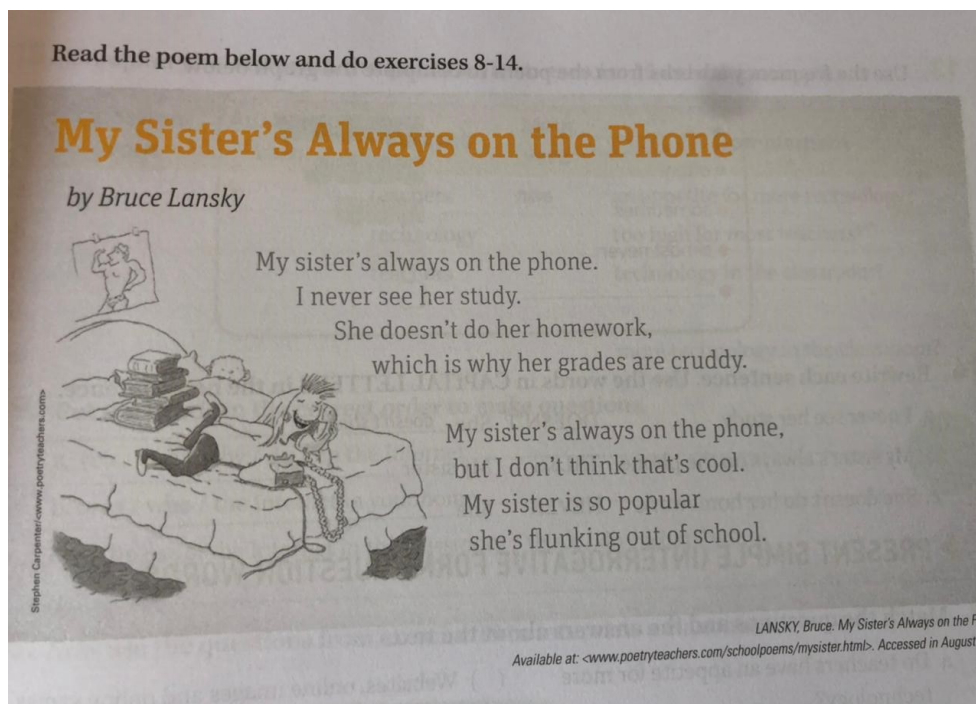 Read the poem below and do exercises 8-14.
My Sister's Always on the Phone
by Bruce Lansky
My sister's always on the phone.
I never see her study.
She doesn't do her homework,
which is why her grades are cruddy.
My sister's always on the phone,
but I don't think that's cool.
My sister is so popular
she's flunking out of school.
Stephen Carpenter/<www.poetryteachers.com>
LANSKY, Bruce. My Sister's Always on the
Available at: <www.poetryteachers.com/schoolpoems/mysister.html>. Accessed in August